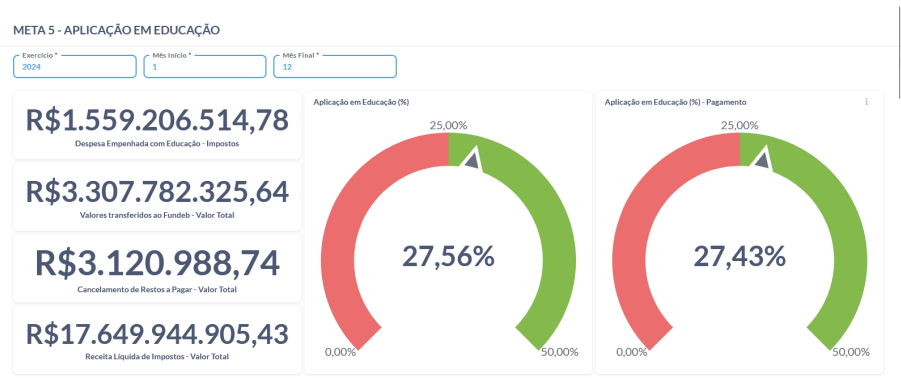 META 5 - APLICAÇÃO EM EDUCAÇÃO
Exercício *
2024
Mês Início *
1
Mês Final *
12
R$1.559.206.514,78
Despesa Empenhada com Educação - Impostos
R$3.307.782.325,64
Valores transferidos ao Fundeb - Valor Total
R$3.120.988,74
Cancelamento de Restos a Pagar - Valor Total
R$17.649.944.905,43
Receita Líquida de Impostos - Valor Total
Aplicação em Educação (%)
25,00%
27,56%
0,00%
50,00%
Aplicação em Educação (%) - Pagamento
25,00%
27,43%
0,00%
50,00%